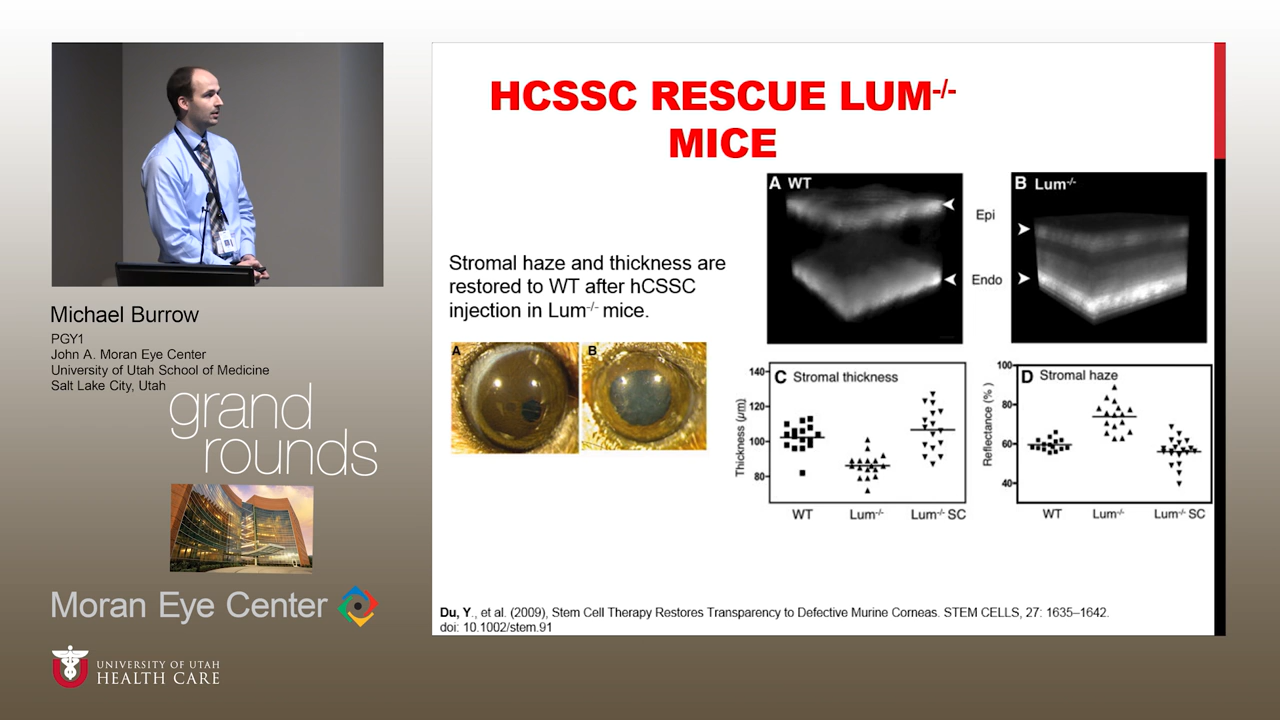 Michael Burrow
PGY1
John A. Moran Eye Center
University of Utah School of Medicine
Salt Lake City, Utah
grand
rounds
Moran Eye Center
UNIVERSITY OF UTAH
HEALTH CARE
HCSSC RESCUE LUM-/-
MICE
Stromal haze and thickness are
restored to WT after hCSSC
injection in Lum-/- mice.
A
B
A WT
Epi
Endo
B Lum-/-
C Stromal thickness
Thickness (μm)
140
120
100
80
WT Lum-/- Lum-/- SC
D Stromal haze
Reflectance (%)
100
80
60
40
WT Lum-/- Lum-/- SC
Du, Y., et al. (2009), Stem Cell Therapy Restores Transparency to Defective Murine Corneas. STEM CELLS, 27: 1635–1642.
doi: 10.1002/stem.91